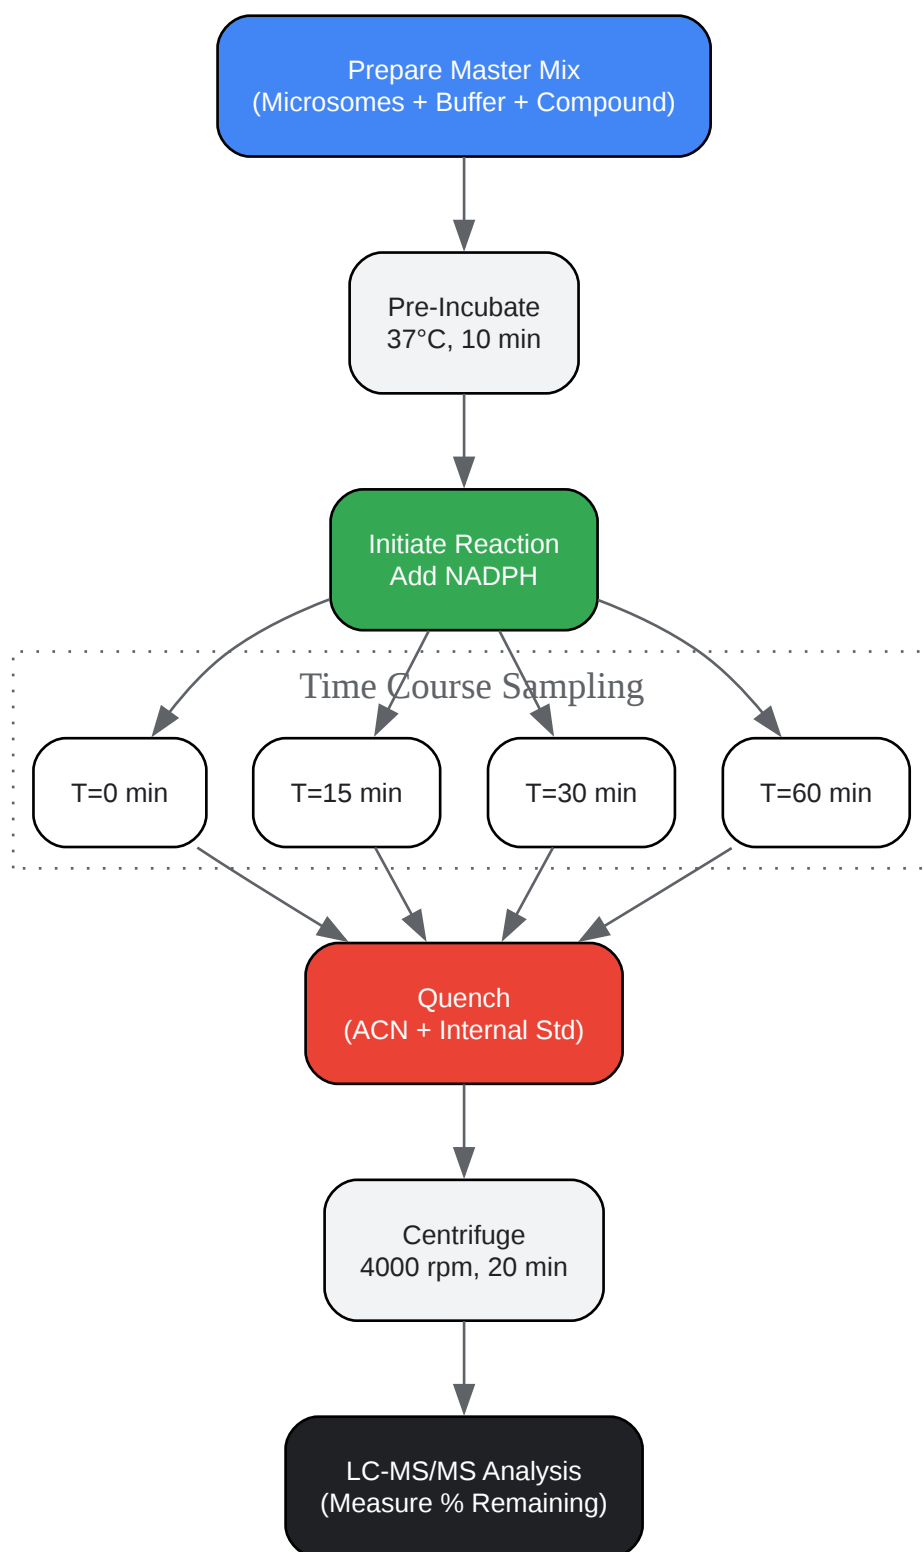 Prepare Master Mix
(Microsomes + Buffer + Compound)
Pre-Incubate
37°C, 10 min
Initiate Reaction
Add NADPH
Time Course Sampling
T=0 min
T=15 min
T=30 min
T=60 min
Quench
(ACN + Internal Std)
Centrifuge
4000 rpm, 20 min
LC-MS/MS Analysis
(Measure % Remaining)